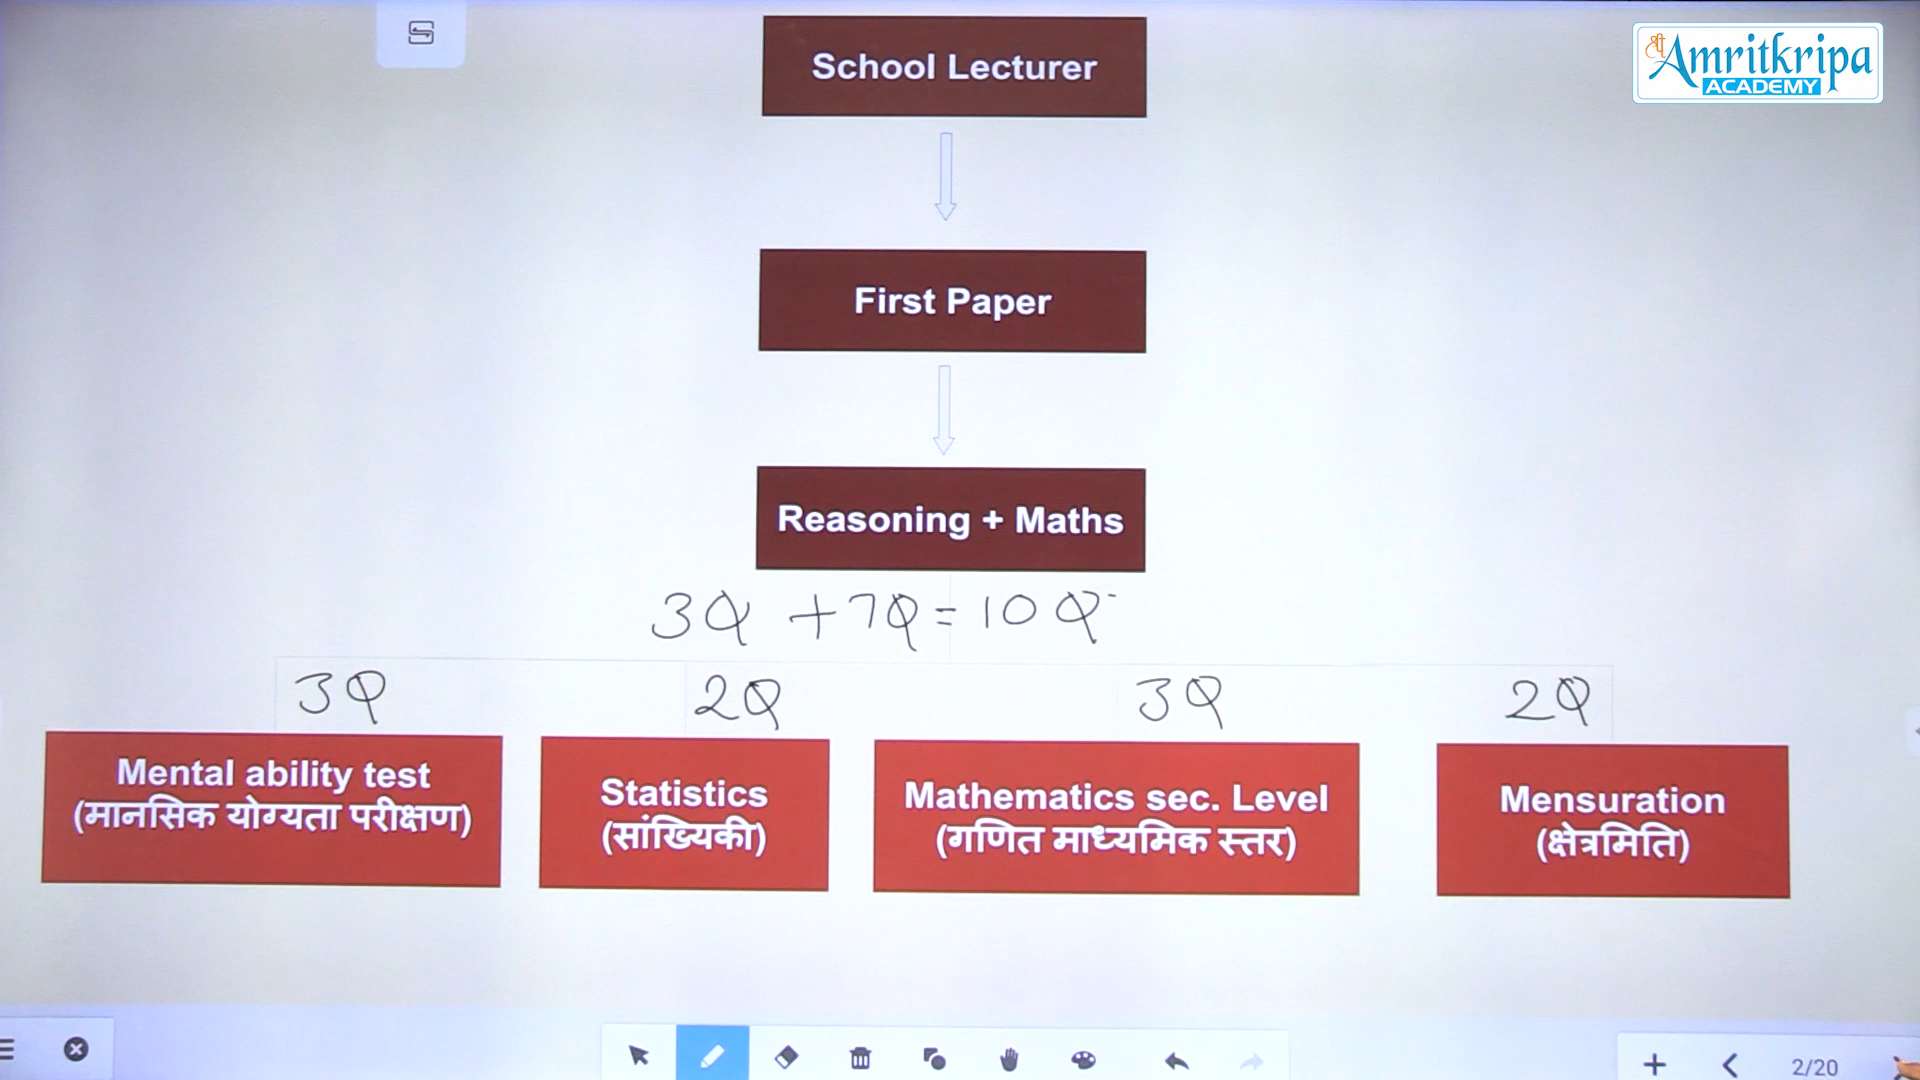 श्री
Amritkripa
ACADEMY
School Lecturer
First Paper
Reasoning + Maths
3Q + 7Q = 10Q
3Q
2Q
3Q
2Q
Mental ability test
(मानसिक योग्यता परीक्षण)
Statistics
(सांख्यिकी)
Mathematics sec. Level
(गणित माध्यमिक स्तर)
Mensuration
(क्षेत्रमिति)
2/20